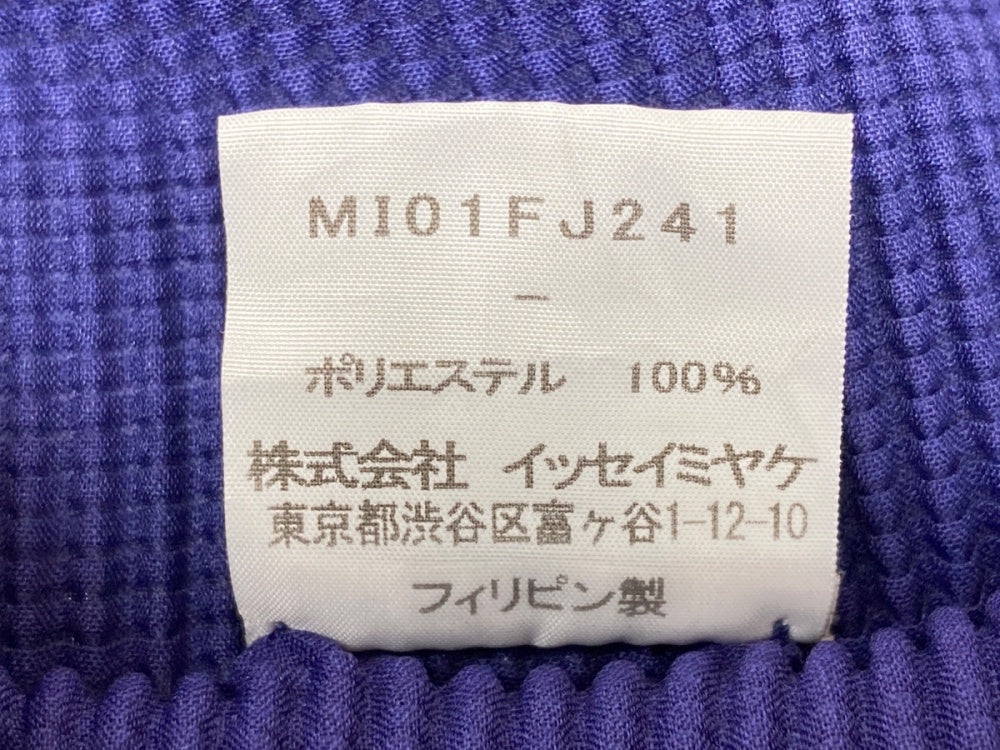 MI01FJ241
—
ポリエステル 100%
株式会社 イッセイミヤケ
東京都渋谷区富ヶ谷1-12-10
フィリピン製